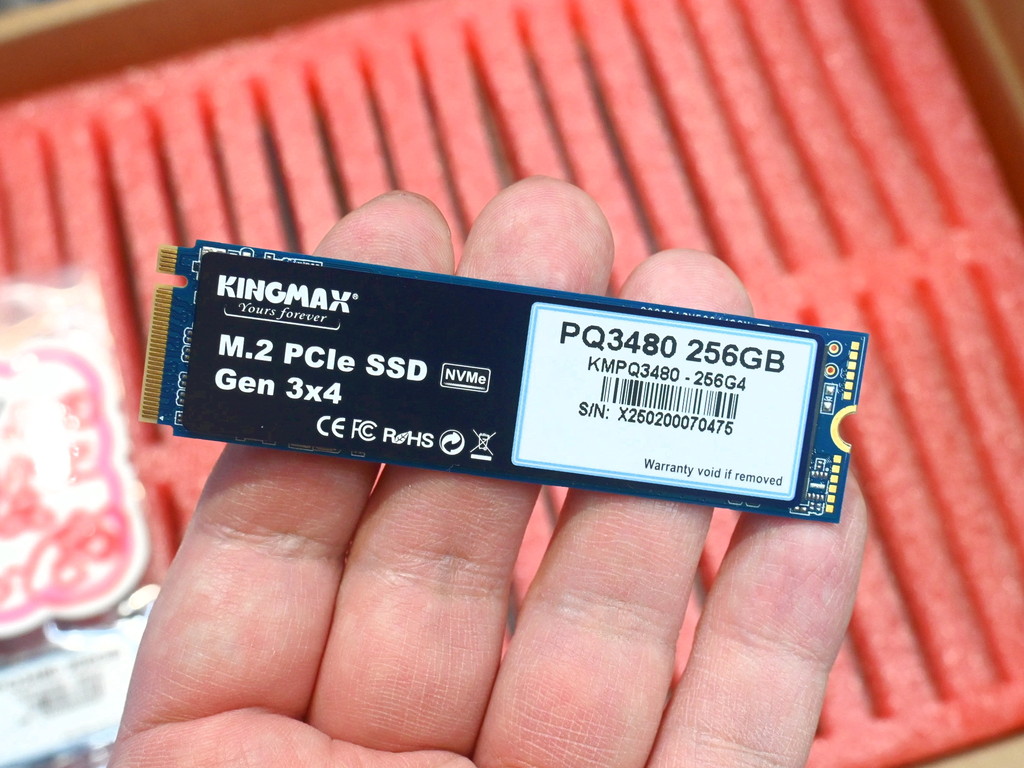 KINGMAX®
Yours forever
M.2 PCIe SSD
Gen 3x4
NVMe
CE FC RoHS
PQ3480 256GB
KMPQ3480 - 256G4
S/N: X250200070475
Warranty void if removed